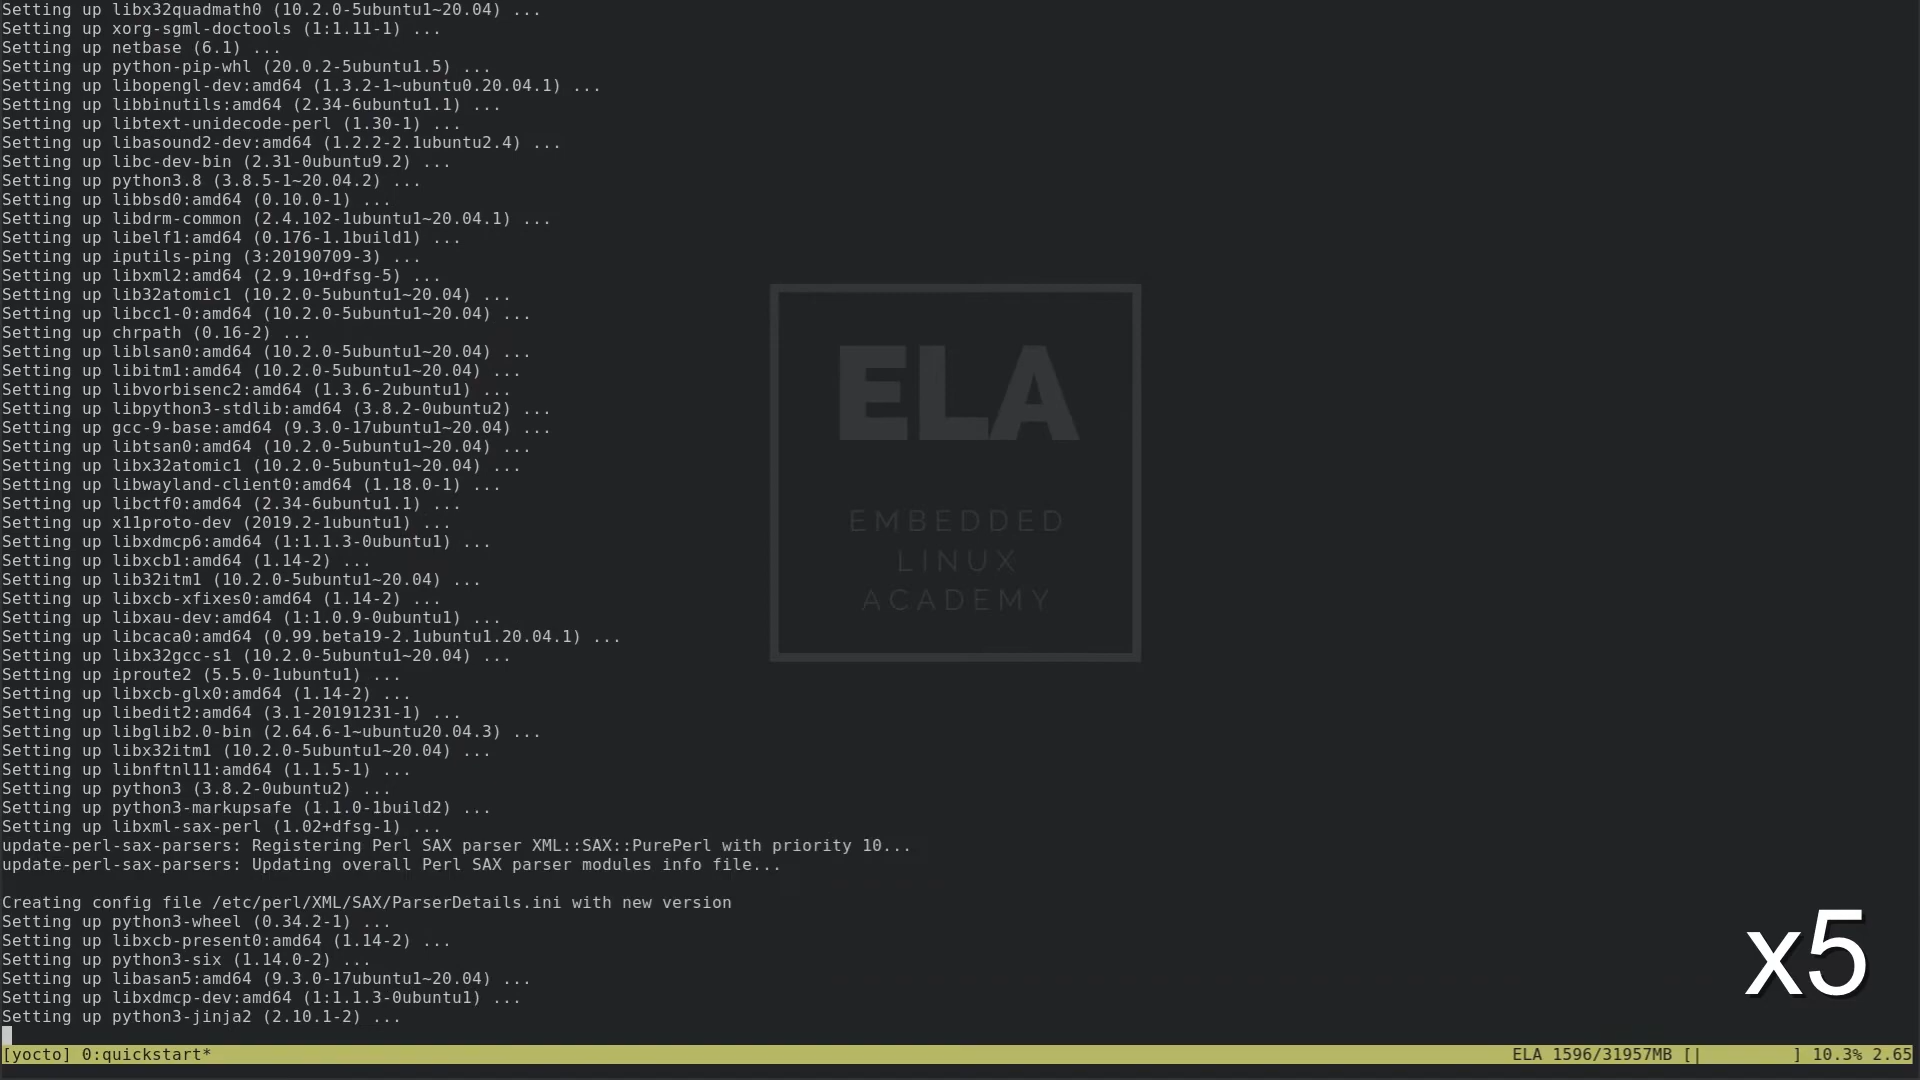 Setting up libx32quadmath0 (10.2.0-5ubuntu1~20.04) ...
Setting up xorg-sgml-doctools (1:1.11-1) ...
Setting up netbase (6.1) ...
Setting up python-pip-whl (20.0.2-5ubuntu1.5) ...
Setting up libopengl-dev:amd64 (1.3.2-1~ubuntu0.20.04.1) ...
Setting up libbinutils:amd64 (2.34-6ubuntu1.1) ...
Setting up libtext-unidecode-perl (1.30-1) ...
Setting up libasound2-dev:amd64 (1.2.2-2.1ubuntu2.4) ...
Setting up libc-dev-bin (2.31-0ubuntu9.2) ...
Setting up python3.8 (3.8.5-1~20.04.2) ...
Setting up libbsd0:amd64 (0.10.0-1) ...
Setting up libdrm-common (2.4.102-1ubuntu1~20.04.1) ...
Setting up libelf1:amd64 (0.176-1.1build1) ...
Setting up iputils-ping (3:20190709-3) ...
Setting up libxml2:amd64 (2.9.10+dfsg-5) ...
Setting up lib32atomic1 (10.2.0-5ubuntu1~20.04) ...
Setting up libcc1-0:amd64 (10.2.0-5ubuntu1~20.04) ...
Setting up chrpath (0.16-2) ...
Setting up liblsan0:amd64 (10.2.0-5ubuntu1~20.04) ...
Setting up libitm1:amd64 (10.2.0-5ubuntu1~20.04) ...
Setting up libvorbisenc2:amd64 (1.3.6-2ubuntu1) ...
Setting up libpython3-stdlib:amd64 (3.8.2-0ubuntu2) ...
Setting up gcc-9-base:amd64 (9.3.0-17ubuntu1~20.04) ...
Setting up libtsan0:amd64 (10.2.0-5ubuntu1~20.04) ...
Setting up libx32atomic1 (10.2.0-5ubuntu1~20.04) ...
Setting up libwayland-client0:amd64 (1.18.0-1) ...
Setting up libctf0:amd64 (2.34-6ubuntu1.1) ...
Setting up x11proto-dev (2019.2-1ubuntu1) ...
Setting up libxdmcp6:amd64 (1:1.1.3-0ubuntu1) ...
Setting up libxcb1:amd64 (1.14-2) ...
Setting up lib32itm1 (10.2.0-5ubuntu1~20.04) ...
Setting up libxcb-xfixes0:amd64 (1.14-2) ...
Setting up libxau-dev:amd64 (1:1.0.9-0ubuntu1) ...
Setting up libcaca0:amd64 (0.99.beta19-2.1ubuntu1.20.04.1) ...
Setting up libx32gcc-s1 (10.2.0-5ubuntu1~20.04) ...
Setting up iproute2 (5.5.0-1ubuntu1) ...
Setting up libxcb-glx0:amd64 (1.14-2) ...
Setting up libedit2:amd64 (3.1-20191231-1) ...
Setting up libglib2.0-bin (2.64.6-1~ubuntu20.04.3) ...
Setting up libx32itm1 (10.2.0-5ubuntu1~20.04) ...
Setting up libnftnl11:amd64 (1.1.5-1) ...
Setting up python3 (3.8.2-0ubuntu2) ...
Setting up python3-markupsafe (1.1.0-1build2) ...
Setting up libxml-sax-perl (1.02+dfsg-1) ...
update-perl-sax-parsers: Registering Perl SAX parser XML::SAX::PurePerl with priority 10...
update-perl-sax-parsers: Updating overall Perl SAX parser modules info file...
Creating config file /etc/perl/XML/SAX/ParserDetails.ini with new version
Setting up python3-wheel (0.34.2-1) ...
Setting up libxcb-present0:amd64 (1.14-2) ...
Setting up python3-six (1.14.0-2) ...
Setting up libasan5:amd64 (9.3.0-17ubuntu1~20.04) ...
Setting up libxdmcp-dev:amd64 (1:1.1.3-0ubuntu1) ...
Setting up python3-jinja2 (2.10.1-2) ...
ELA
EMBEDDED
LINUX
ACADEMY
x5
[yocto] 0:quickstart*
ELA 1596/31957MB [|         ] 10.3% 2.65